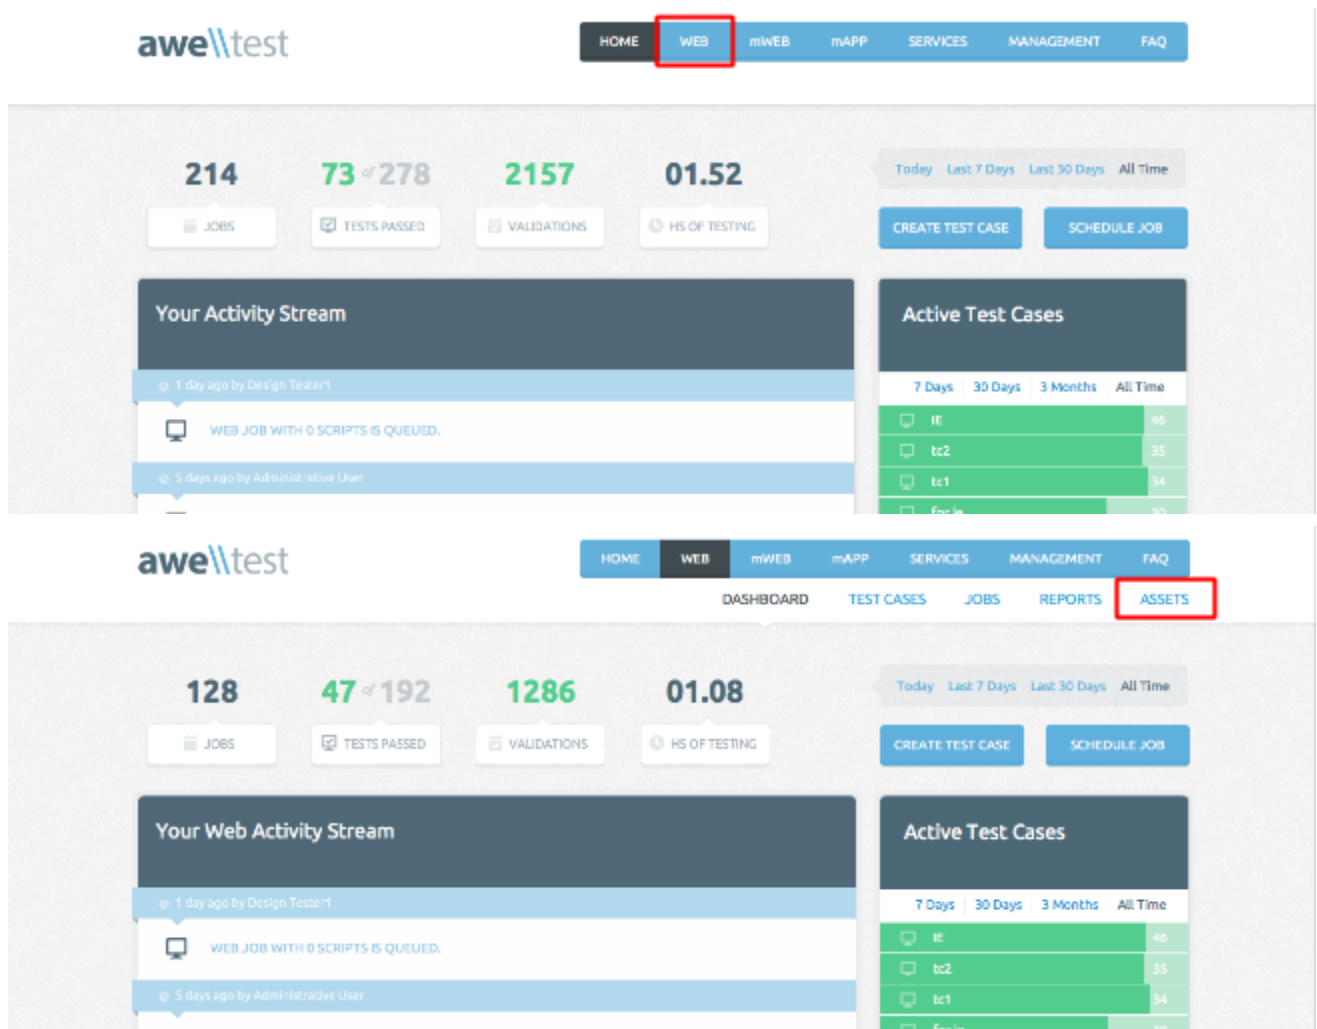 awe\\test
HOME WEB mWEB mAPP SERVICES MANAGEMENT FAQ
214 73 of 278 2157 01.52
Today Last 7 Days Last 30 Days All Time
JOBS TESTS PASSED VALIDATIONS HS OF TESTING
CREATE TEST CASE SCHEDULE JOB
Your Activity Stream
Active Test Cases
1 day ago by Design Tester1
7 Days 30 Days 3 Months All Time
WEB JOB WITH 0 SCRIPTS IS QUEUED.
IE 46
tc2 35
5 days ago by Administrative User
tc1 34
for ie 30
awe\\test
HOME WEB mWEB mAPP SERVICES MANAGEMENT FAQ
DASHBOARD TEST CASES JOBS REPORTS ASSETS
128 47 of 192 1286 01.08
Today Last 7 Days Last 30 Days All Time
JOBS TESTS PASSED VALIDATIONS HS OF TESTING
CREATE TEST CASE SCHEDULE JOB
Your Web Activity Stream
Active Test Cases
1 day ago by Design Tester1
7 Days 30 Days 3 Months All Time
WEB JOB WITH 0 SCRIPTS IS QUEUED.
IE 46
tc2 35
5 days ago by Administrative User
tc1 34